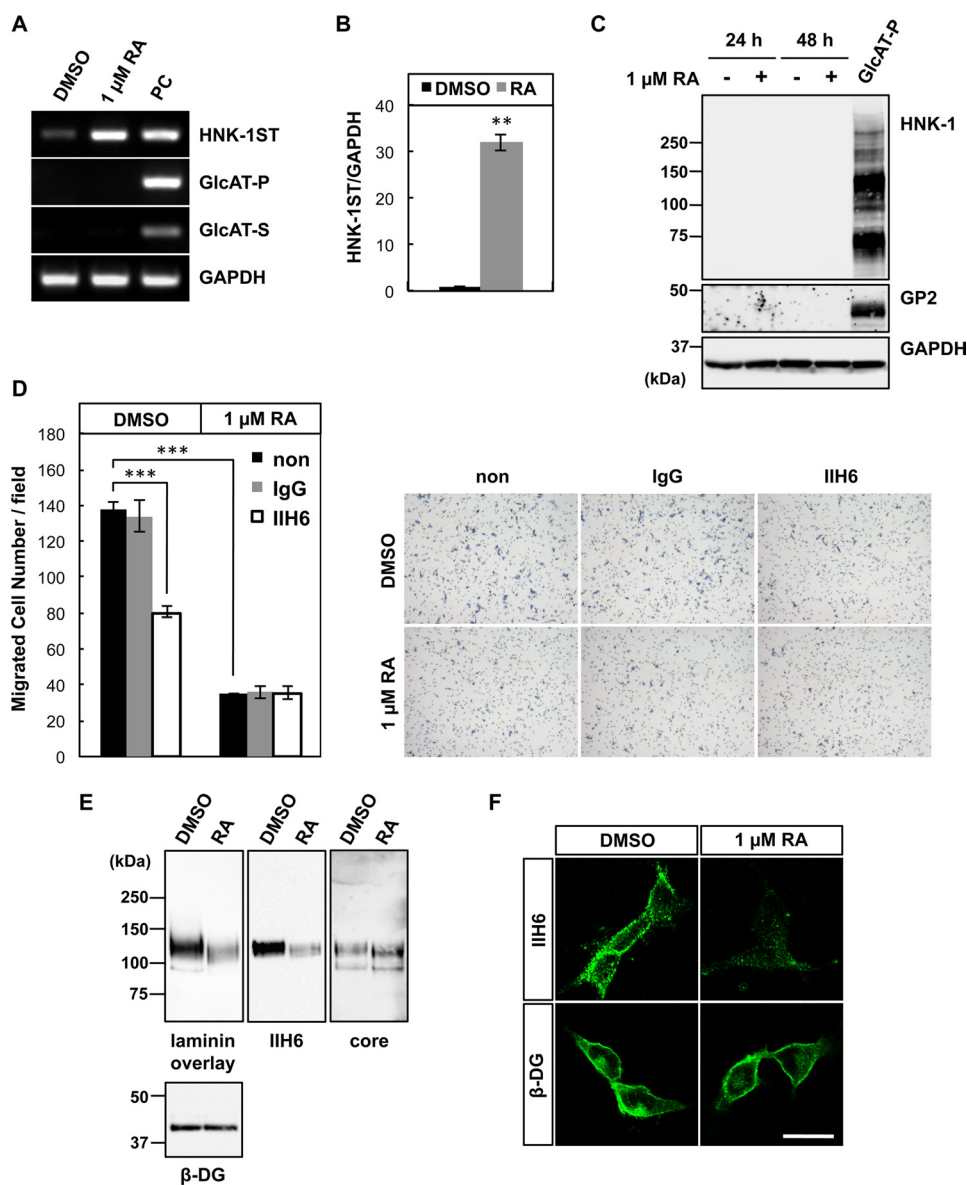 A
DMSO
1 µM RA
PC
HNK-1ST
GlcAT-P
GlcAT-S
GAPDH
B
DMSO RA
HNK-1ST/GAPDH
40
30
20
10
0
**
C
24 h 48 h GlcAT-P
1 µM RA - + - +
250
150
100
75
HNK-1
50
GP2
37
GAPDH
(kDa)
D
DMSO 1 µM RA
Migrated Cell Number / field
180
160
140
120
100
80
60
40
20
0
***
***
non
IgG
IIH6
non IgG IIH6
DMSO
1 µM RA
E
DMSO RA DMSO RA DMSO RA
(kDa)
250
150
100
75
laminin overlay
IIH6
core
50
37
β-DG
F
DMSO 1 µM RA
IIH6
β-DG